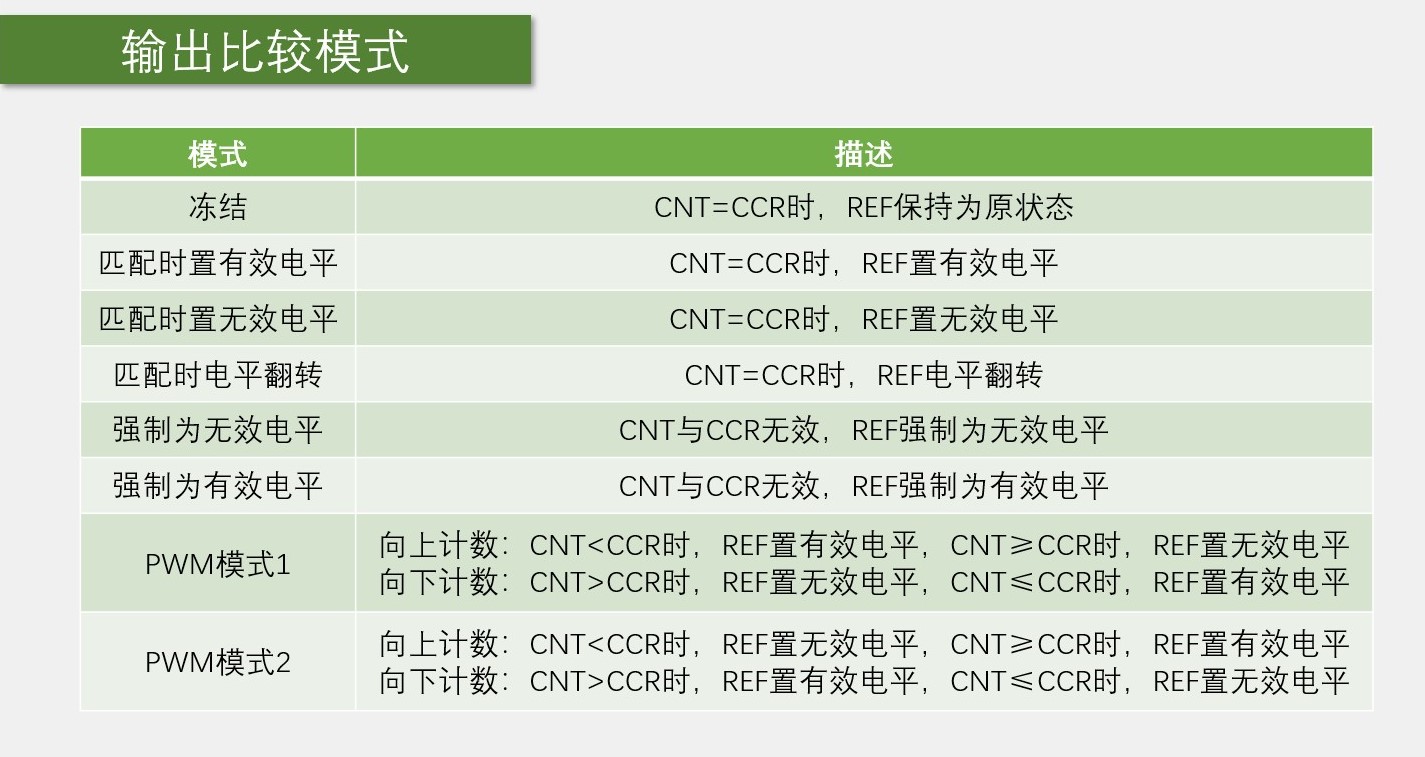 输出比较模式
模式 描述
冻结 CNT=CCR时，REF保持为原状态
匹配时置有效电平 CNT=CCR时，REF置有效电平
匹配时置无效电平 CNT=CCR时，REF置无效电平
匹配时电平翻转 CNT=CCR时，REF电平翻转
强制为无效电平 CNT与CCR无效，REF强制为无效电平
强制为有效电平 CNT与CCR无效，REF强制为有效电平
PWM模式1
向上计数：CNT<CCR时，REF置有效电平，CNT≥CCR时，REF置无效电平
向下计数：CNT>CCR时，REF置无效电平，CNT≤CCR时，REF置有效电平
PWM模式2
向上计数：CNT<CCR时，REF置无效电平，CNT≥CCR时，REF置有效电平
向下计数：CNT>CCR时，REF置有效电平，CNT≤CCR时，REF置无效电平